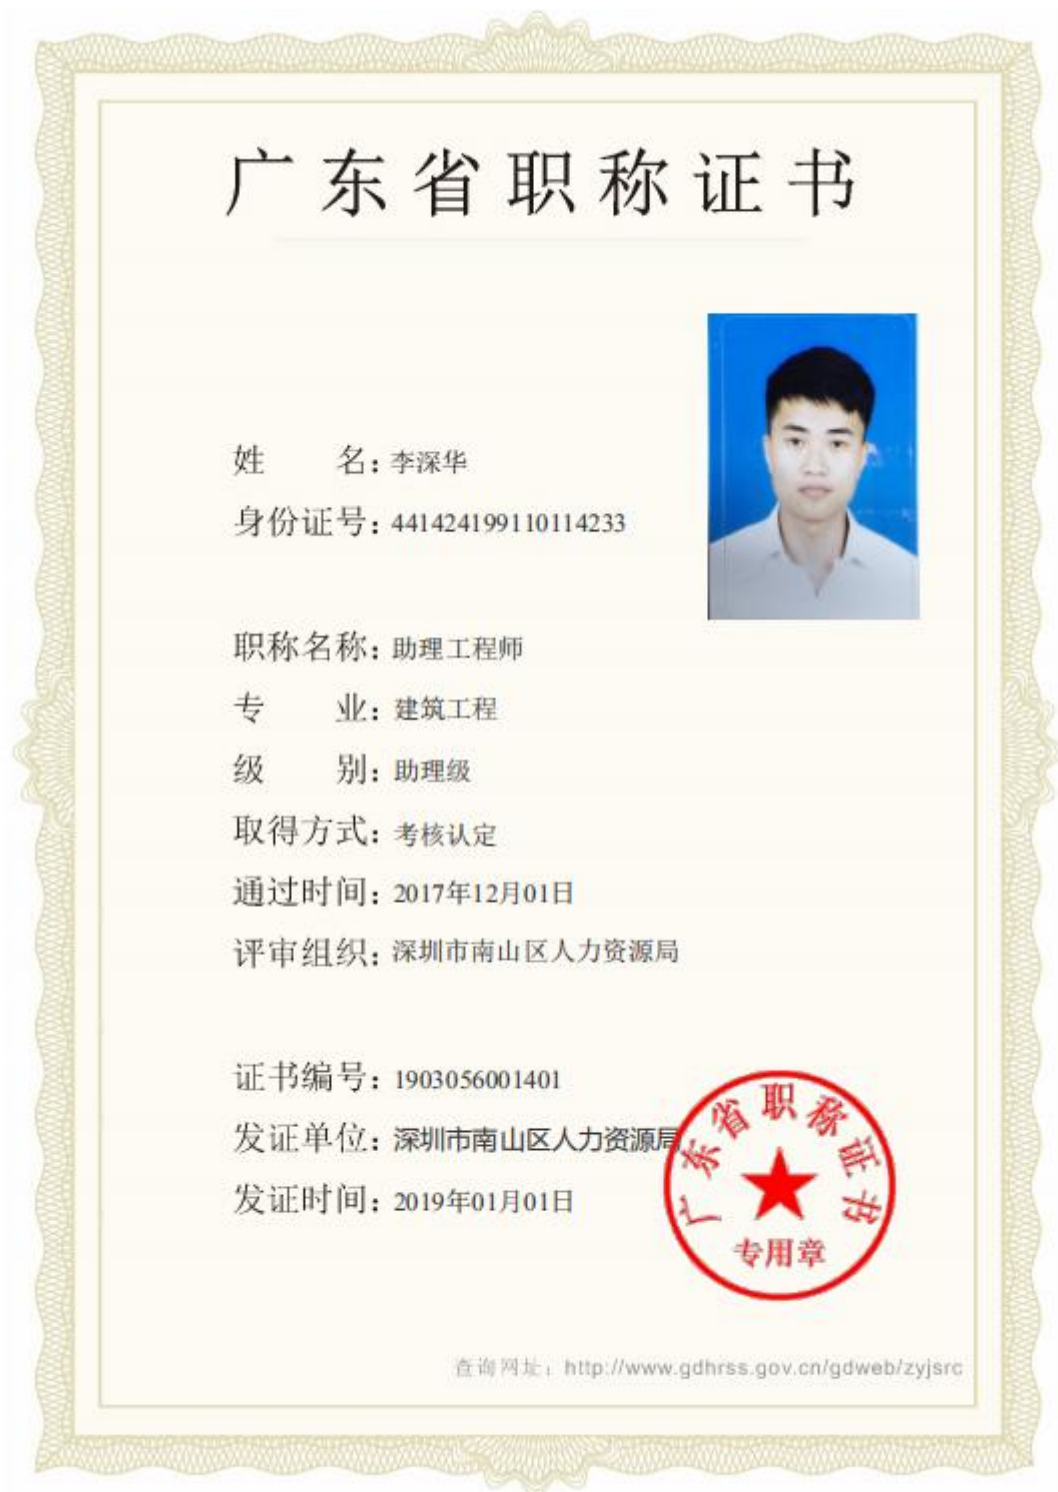 广东省职称证书
姓 名：李深华
身份证号：441424199110114233
职称名称：助理工程师
专 业：建筑工程
级 别：助理级
取得方式：考核认定
通过时间：2017年12月01日
评审组织：深圳市南山区人力资源局
证书编号：1903056001401
发证单位：深圳市南山区人力资源局
发证时间：2019年01月01日
广东省职称证书
专用章
查询网址：http://www.gdhrss.gov.cn/gdweb/zyjsrc